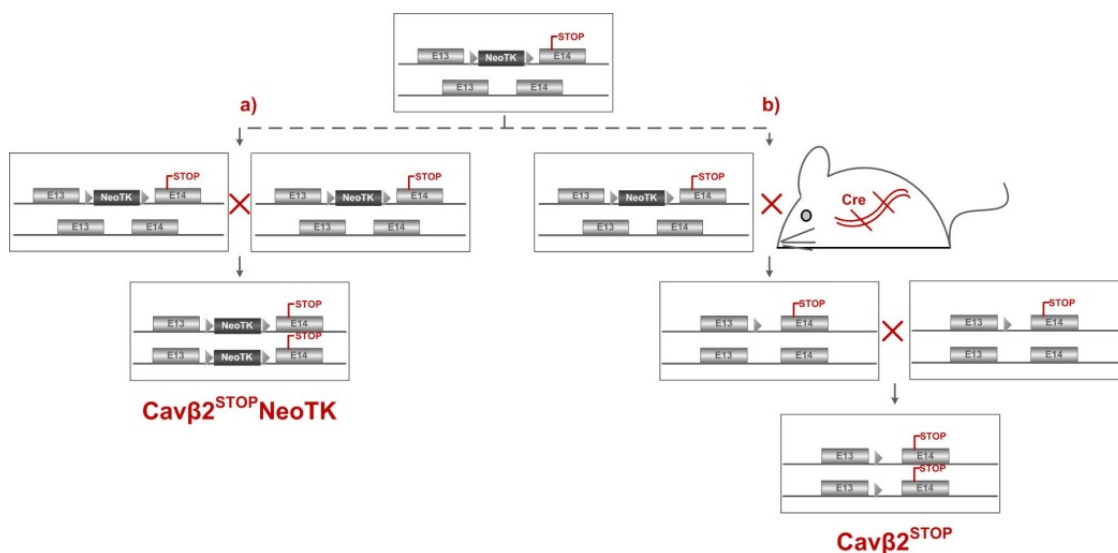 STOP
E13 NeoTK E14
E13 E14
a) b)
STOP STOP STOP
E13 NeoTK E14 E13 NeoTK E14 E13 NeoTK E14 Cre
E13 E14 E13 E14 E13 E14
STOP STOP STOP
E13 NeoTK E14 E13 E14 E13 E14
STOP
E13 NeoTK E14 E13 E14 E13 E14
Cavβ2STOPNeoTK
STOP
E13 E14
STOP
E13 E14
Cavβ2STOP